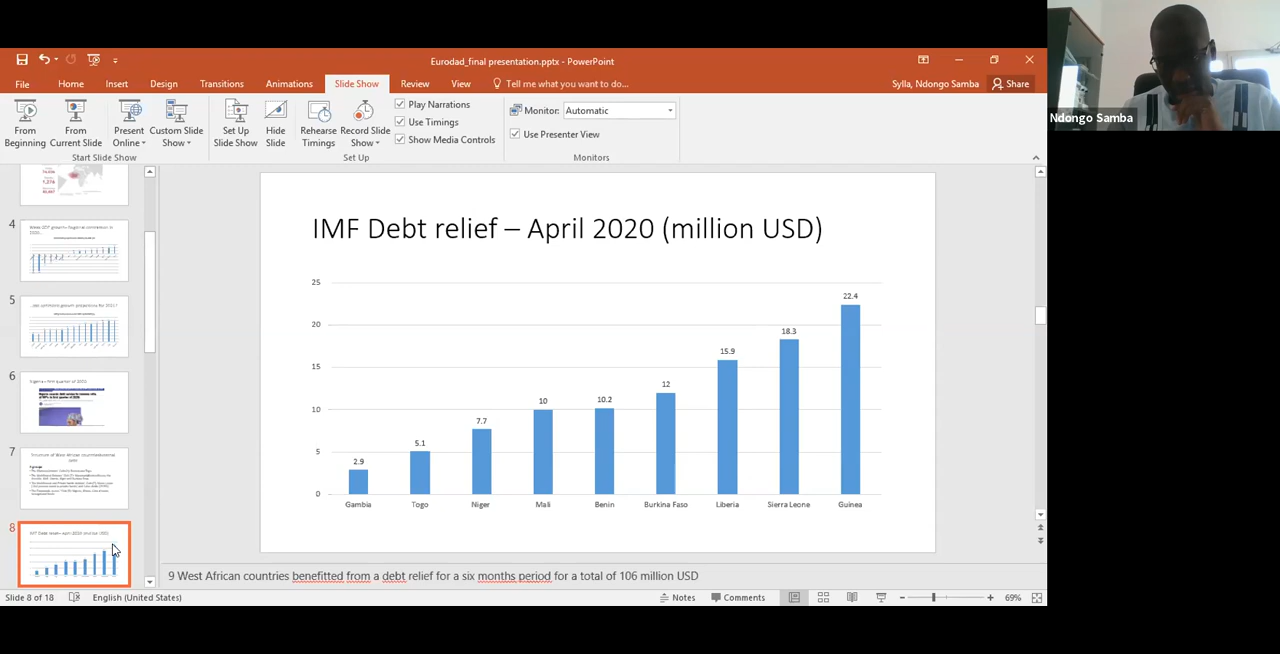 Eurodad_final presentation.pptx - PowerPoint
File Home Insert Design Transitions Animations Slide Show Review View Tell me what you want to do... Sylla, Ndongo Samba Share
From Beginning
From Current Slide
Present Online
Custom Slide Show
Start Slide Show
Set Up Slide Show
Hide Slide
Rehearse Timings
Record Slide Show
Play Narrations
Use Timings
Show Media Controls
Set Up
Monitor: Automatic
Use Presenter View
Monitors
Ndongo Samba
4
5
6
7
8
IMF Debt relief – April 2020 (million USD)
25
20
15
10
5
0
2.9
5.1
7.7
10
10.2
12
15.9
18.3
22.4
Gambia Togo Niger Mali Benin Burkina Faso Liberia Sierra Leone Guinea
9 West African countries benefitted from a debt relief for a six months period for a total of 106 million USD
Slide 8 of 18 English (United States) Notes Comments 69%